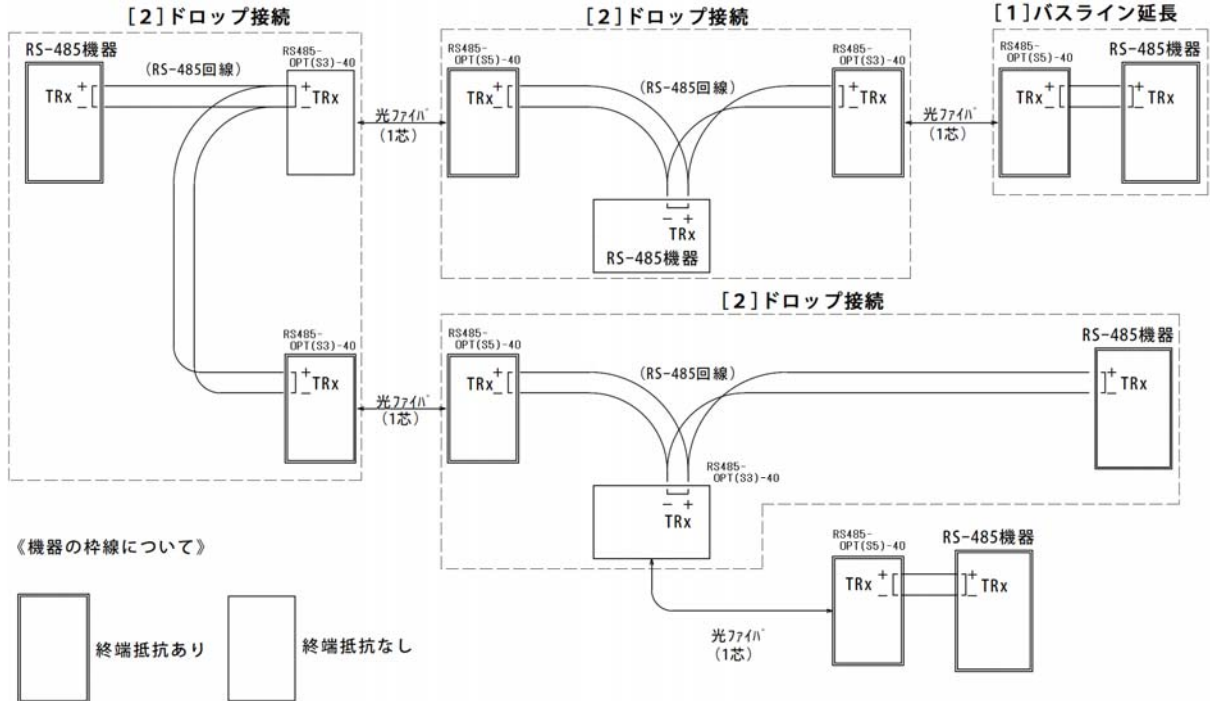 [2]ドロップ接続
RS-485機器
(RS-485回線)
RS485-
OPT(S3)-40
TRx
+
−
+
−
TRx
光ファイバ
(1芯)
RS485-
OPT(S3)-40
+
−
TRx
光ファイバ
(1芯)
[2]ドロップ接続
RS485-
OPT(S5)-40
TRx
+
−
(RS-485回線)
RS485-
OPT(S3)-40
+
−
TRx
− +
TRx
RS-485機器
光ファイバ
(1芯)
[1]バスライン延長
RS485-
OPT(S5)-40
RS-485機器
TRx
+
−
+
−
TRx
[2]ドロップ接続
RS485-
OPT(S5)-40
TRx
+
−
(RS-485回線)
RS-485機器
+
−
TRx
RS485-
OPT(S3)-40
− +
TRx
光ファイバ
(1芯)
RS485-
OPT(S5)-40
RS-485機器
TRx
+
−
+
−
TRx
《機器の枠線について》
終端抵抗あり
終端抵抗なし